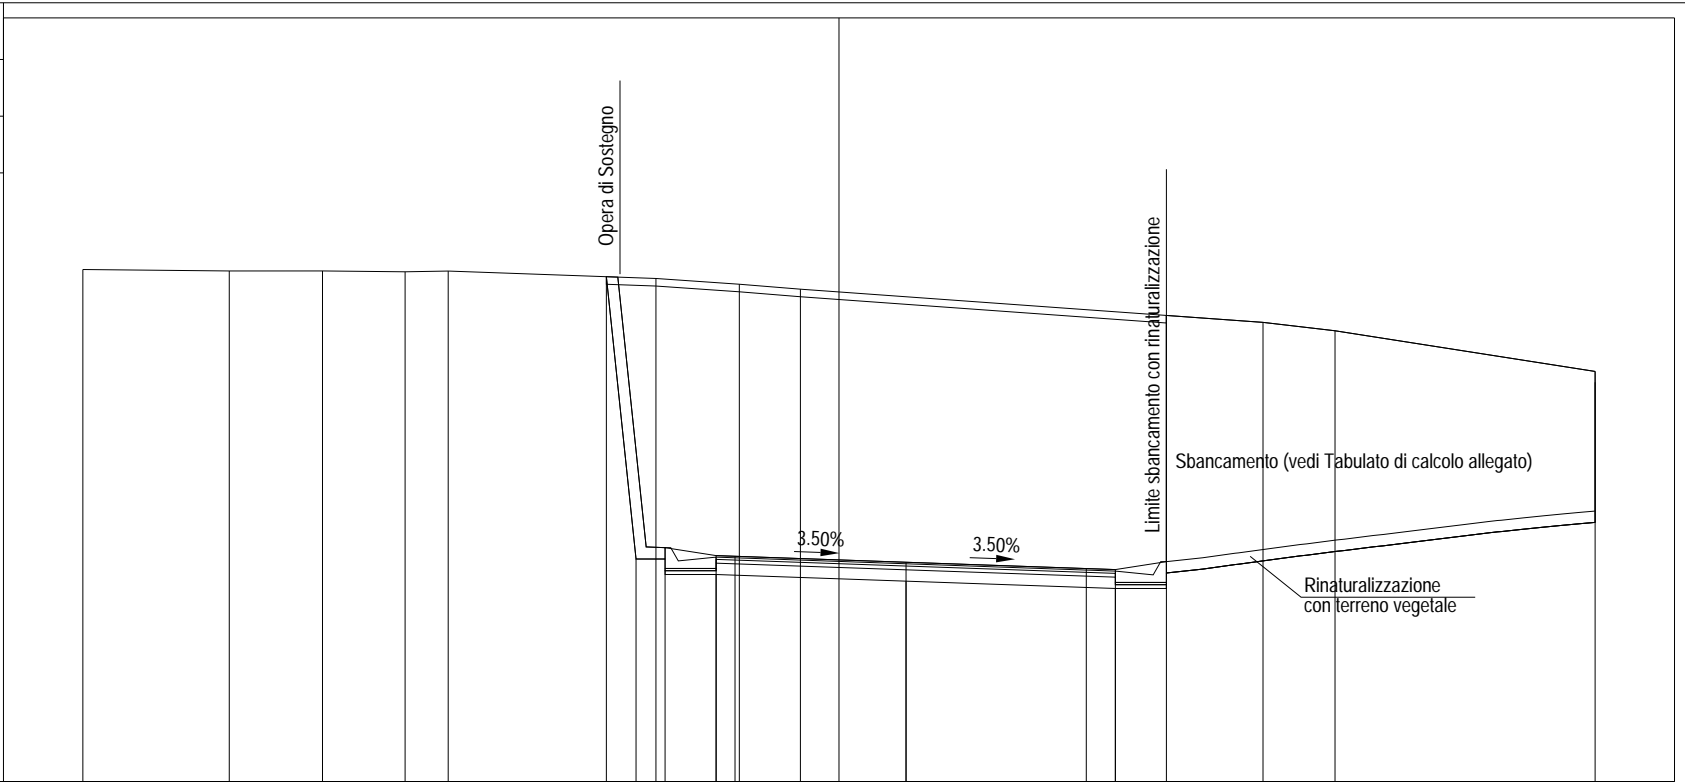 Opera di Sostegno
Limite sbancamento con rinaturalizzazione
Sbancamento (vedi Tabulato di calcolo allegato)
3.50%
3.50%
Rinaturalizzazione
con terreno vegetale